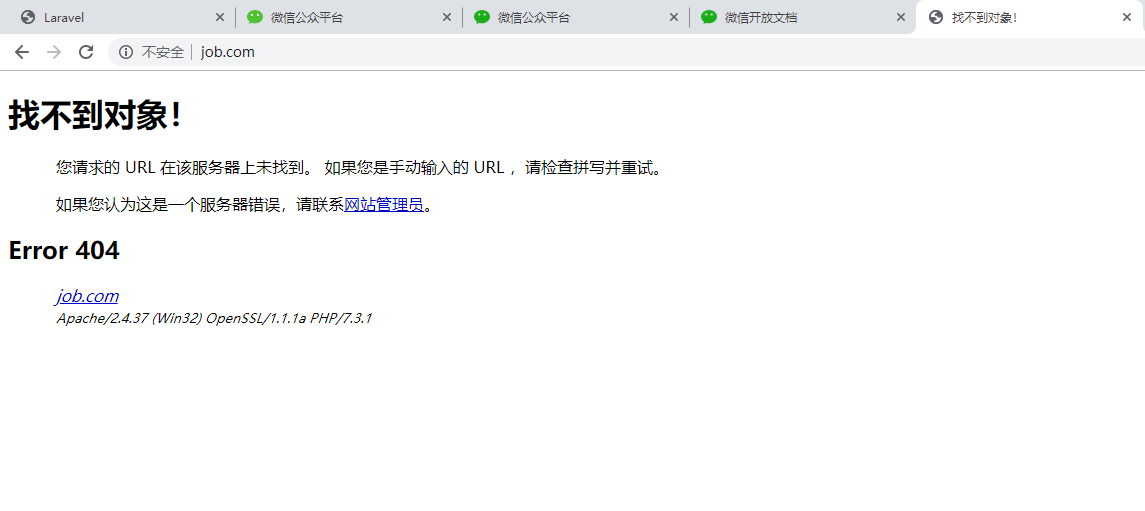 Laravel
微信公众平台
微信公众平台
微信开放文档
找不到对象!
不安全 job.com
找不到对象!
您请求的 URL 在该服务器上未找到。 如果您是手动输入的 URL ，请检查拼写并重试。
如果您认为这是一个服务器错误，请联系网站管理员。
Error 404
job.com
Apache/2.4.37 (Win32) OpenSSL/1.1.1a PHP/7.3.1